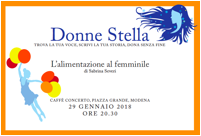 Donne Stella
TROVA LA TUA VOCE, SCRIVI LA TUA STORIA, DONA SENZA FINE
L'alimentazione al femminile
di Sabrina Severi
CAFFÈ CONCERTO, PIAZZA GRANDE, MODENA
29 GENNAIO 2018
ORE 20.30